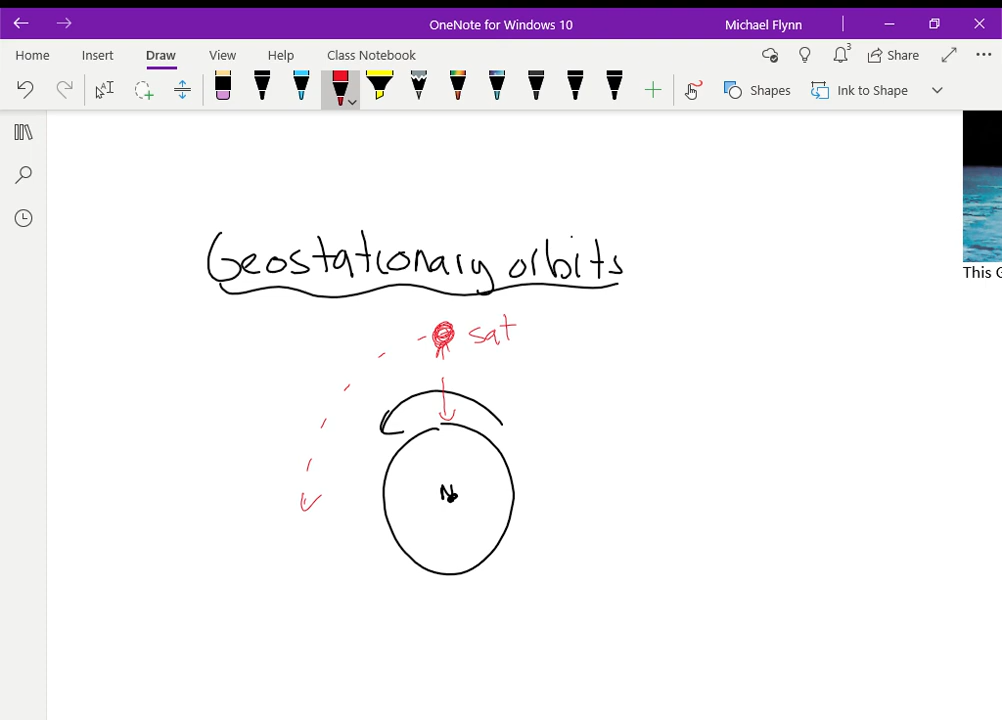 OneNote for Windows 10
Michael Flynn
Home Insert Draw View Help Class Notebook
3 Share
Shapes Ink to Shape
Geostationary orbits
sat
N
This